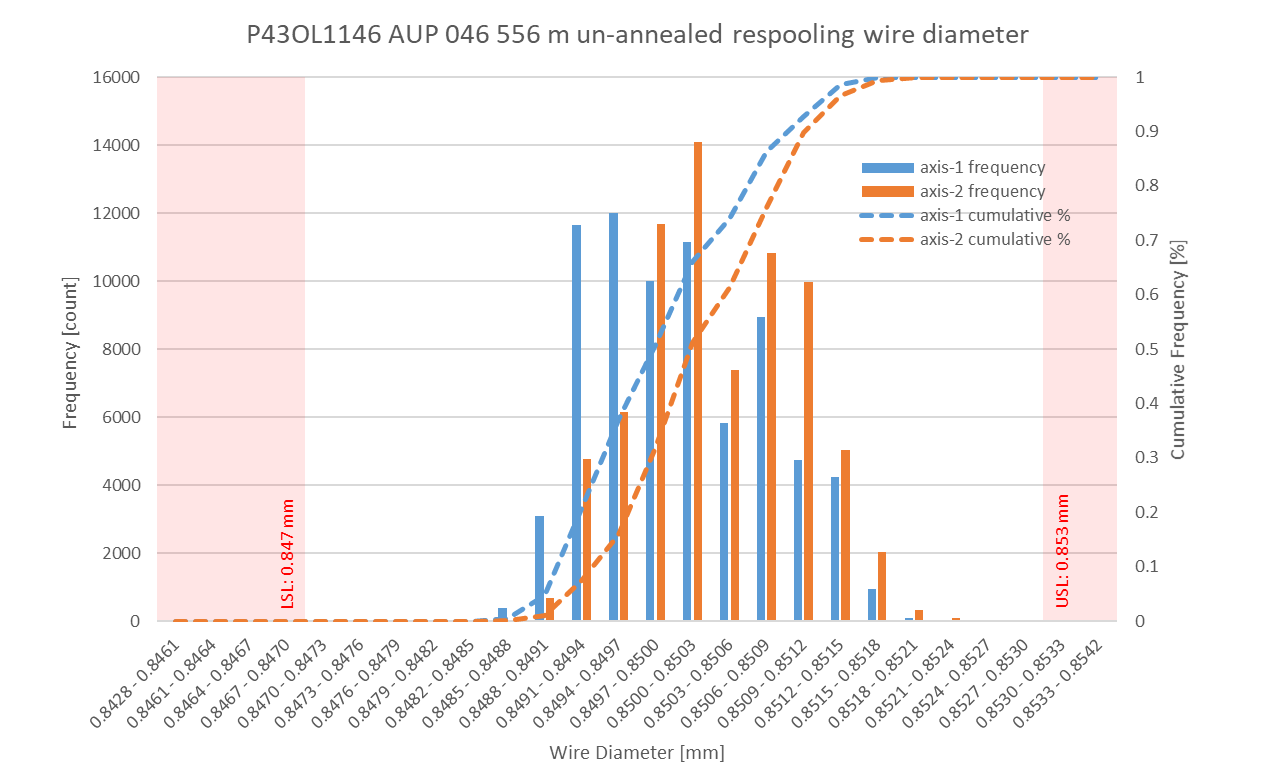 P43OL1146 AUP 046 556 m un-annealed respooling wire diameter
16000
14000
12000
10000
8000
6000
4000
2000
0
Frequency [count]
1
0.9
0.8
0.7
0.6
0.5
0.4
0.3
0.2
0.1
0
Cumulative Frequency [%]
axis-1 frequency
axis-2 frequency
axis-1 cumulative %
axis-2 cumulative %
LSL: 0.847 mm
USL: 0.853 mm
0.8428 - 0.8461
0.8461 - 0.8464
0.8464 - 0.8467
0.8467 - 0.8470
0.8470 - 0.8473
0.8473 - 0.8476
0.8476 - 0.8479
0.8479 - 0.8482
0.8482 - 0.8485
0.8485 - 0.8488
0.8488 - 0.8491
0.8491 - 0.8494
0.8494 - 0.8497
0.8497 - 0.8500
0.8500 - 0.8503
0.8503 - 0.8506
0.8506 - 0.8509
0.8509 - 0.8512
0.8512 - 0.8515
0.8515 - 0.8518
0.8518 - 0.8521
0.8521 - 0.8524
0.8524 - 0.8527
0.8527 - 0.8530
0.8530 - 0.8533
0.8533 - 0.8542
Wire Diameter [mm]